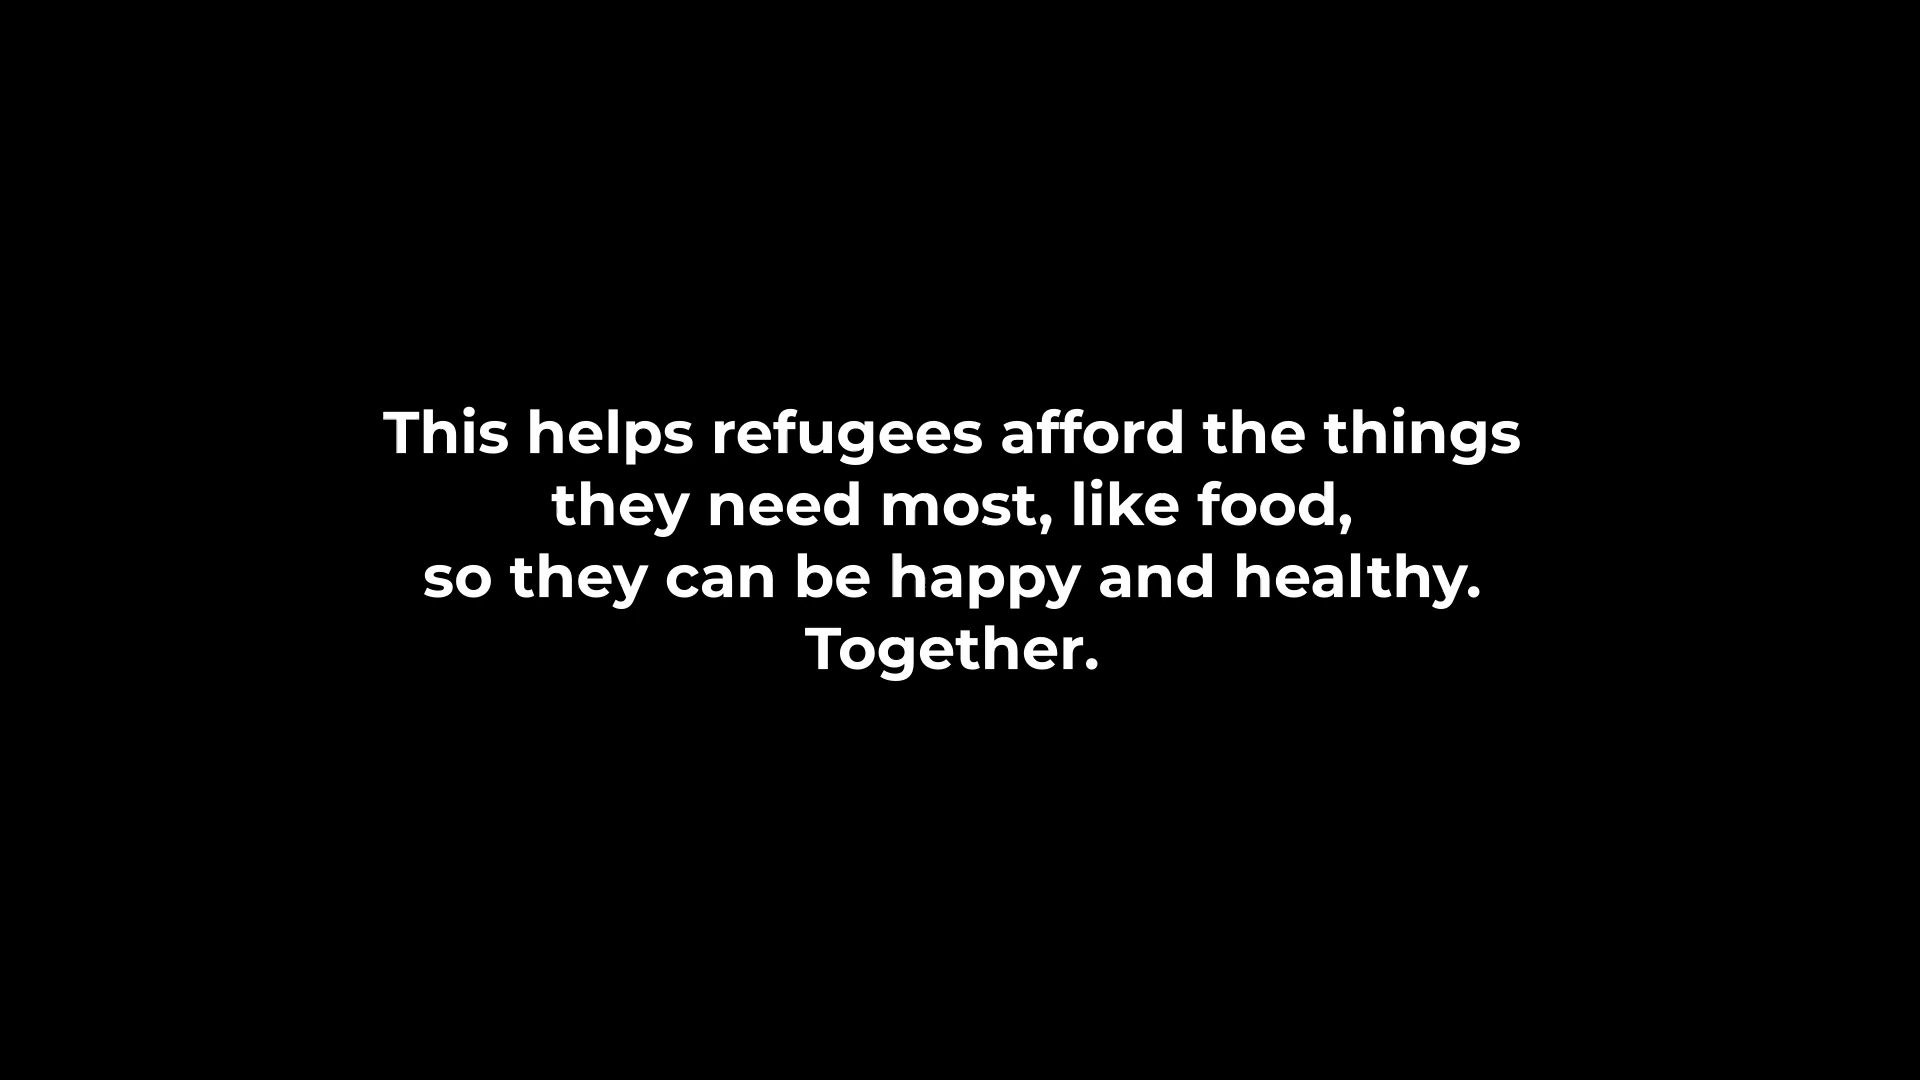 This helps refugees afford the things
they need most, like food,
so they can be happy and healthy.
Together.